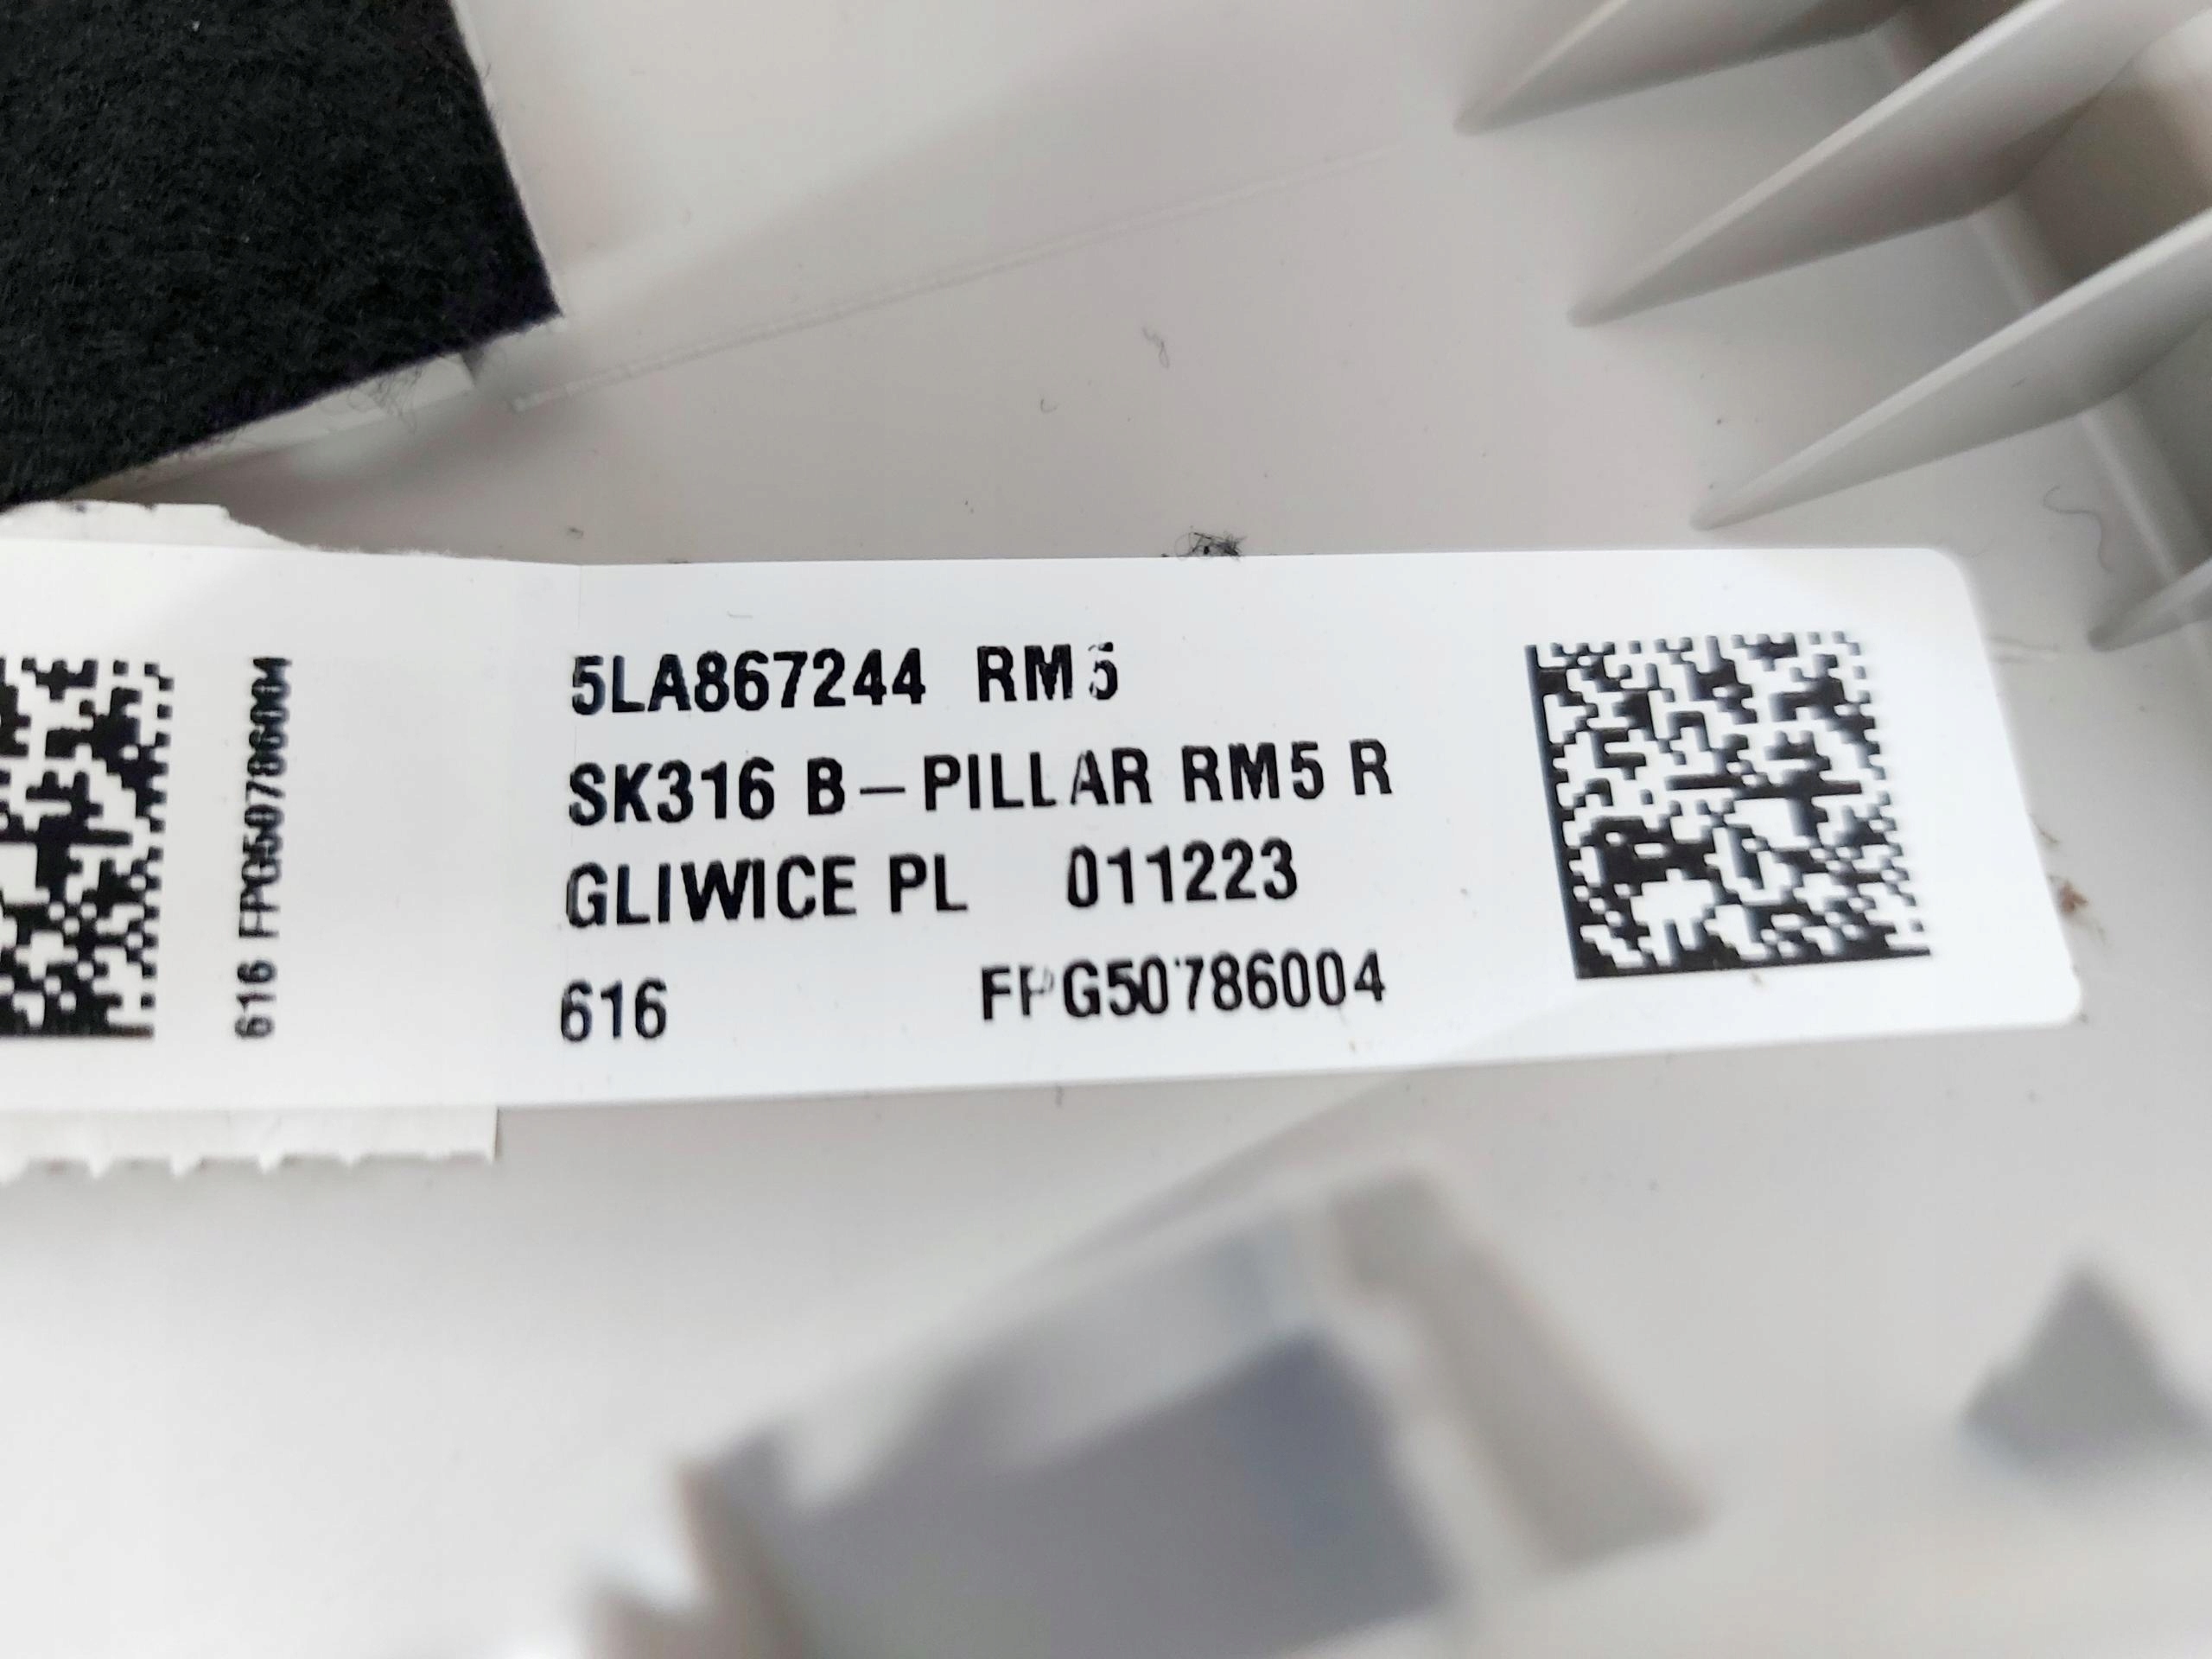 616 FPG50786004
5LA867244 RM5
SK316 B-PILLAR RM5 R
GLIWICE PL 011223
616 FPG50786004